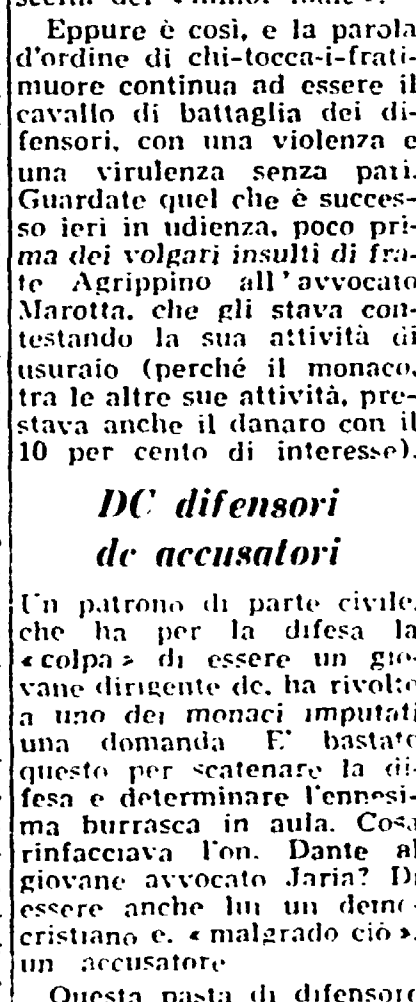 Eppure è così, e la parola
d'ordine di chi-tocca-i-frati-
muore continua ad essere il
cavallo di battaglia dei di-
fensori, con una violenza e
una virulenza senza pari.
Guardate quel che è succes-
so ieri in udienza, poco pri-
ma dei volgari insulti di fra-
te Agrippino all'avvocato
Marotta, che gli stava con-
testando la sua attività di
usuraio (perché il monaco,
tra le altre sue attività, pre-
stava anche il danaro con il
10 per cento di interesse).
DC difensori
dc accusatori
Un patrono di parte civile,
che ha per la difesa la
«colpa» di essere un gio-
vane dirigente dc, ha rivolto
a uno dei monaci imputati
una domanda E' bastato
questo per scatenare la di-
fesa e determinare l'ennesi-
ma burrasca in aula. Cosa
rinfacciava l'on. Dante al
giovane avvocato Jaria? Di
essere anche lui un demo-
cristiano e, «malgrado ciò»,
un accusatore
Questa pasta di difensore